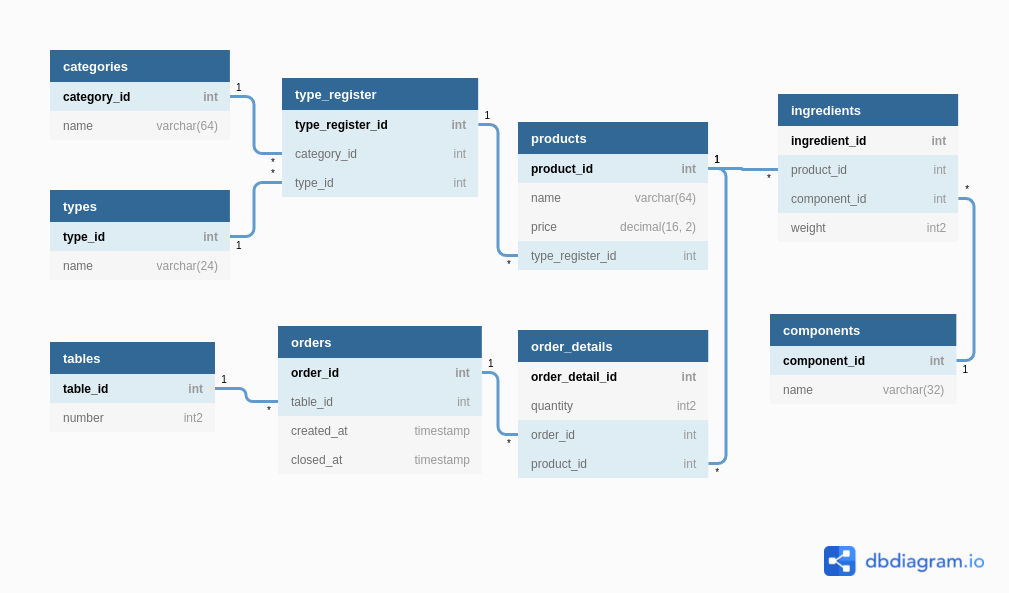 categories
category_id int
name varchar(64)
1
*
types
type_id int
name varchar(24)
1
*
type_register
type_register_id int
category_id int
type_id int
1
*
products
product_id int
name varchar(64)
price decimal(16, 2)
type_register_id int
1
*
ingredients
ingredient_id int
product_id int
component_id int
weight int2
*
1
components
component_id int
name varchar(32)
tables
table_id int
number int2
1
*
orders
order_id int
table_id int
created_at timestamp
closed_at timestamp
1
*
order_details
order_detail_id int
quantity int2
order_id int
product_id int
*
dbdiagram.io